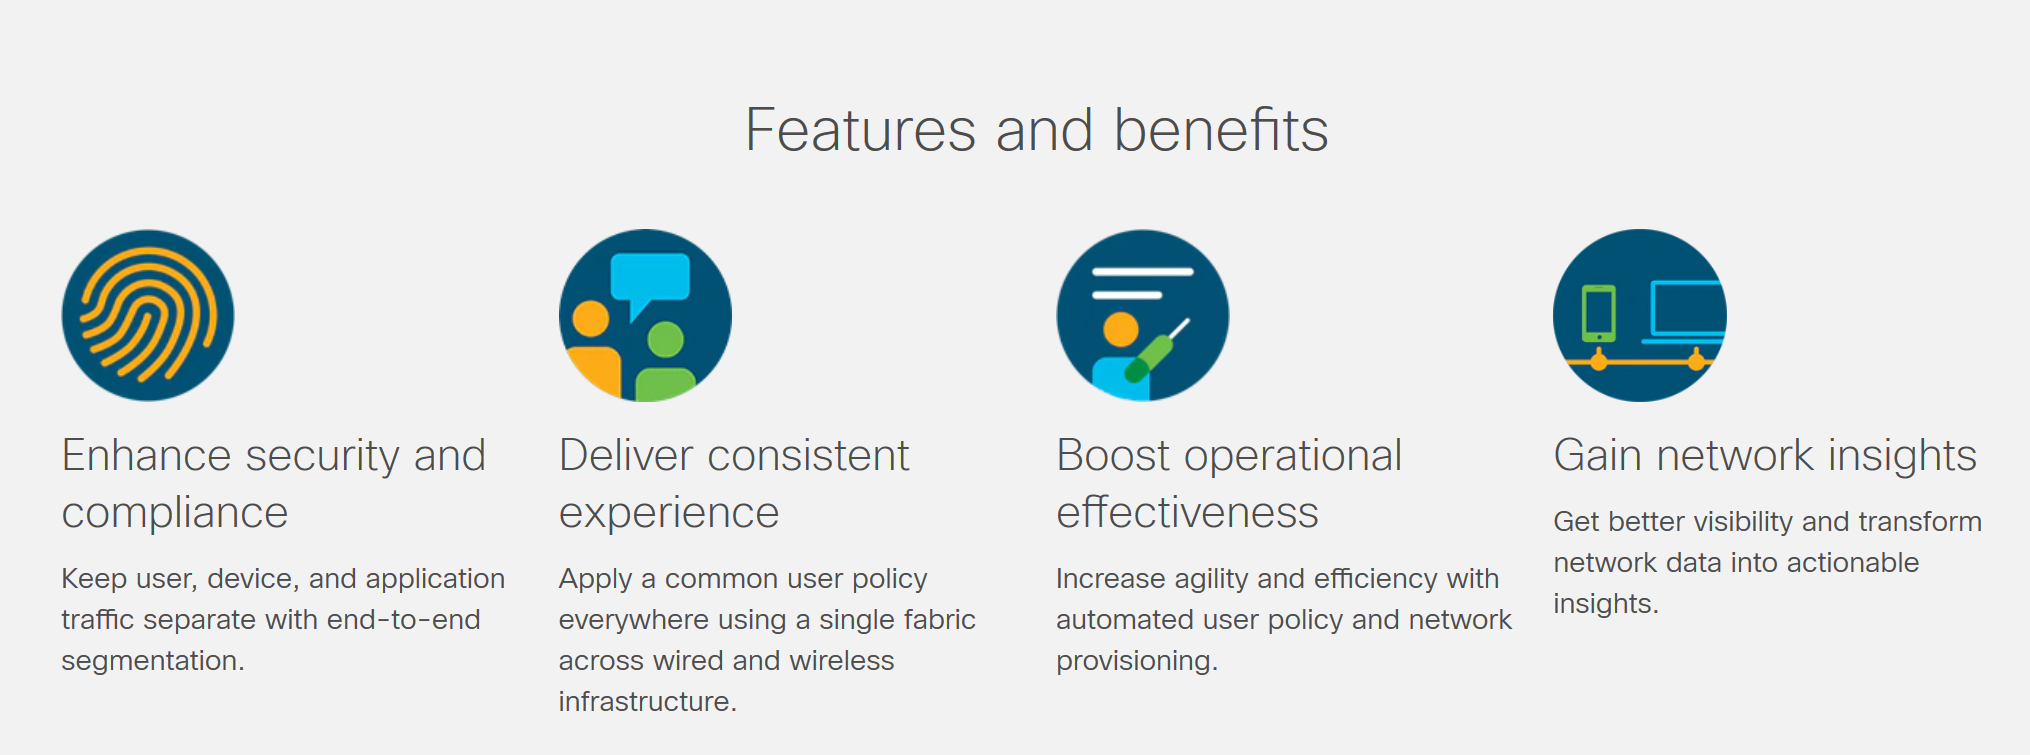 Features and benefits
Enhance security and
compliance
Keep user, device, and application
traffic separate with end-to-end
segmentation.
Deliver consistent
experience
Apply a common user policy
everywhere using a single fabric
across wired and wireless
infrastructure.
Boost operational
effectiveness
Increase agility and efficiency with
automated user policy and network
provisioning.
Gain network insights
Get better visibility and transform
network data into actionable
insights.